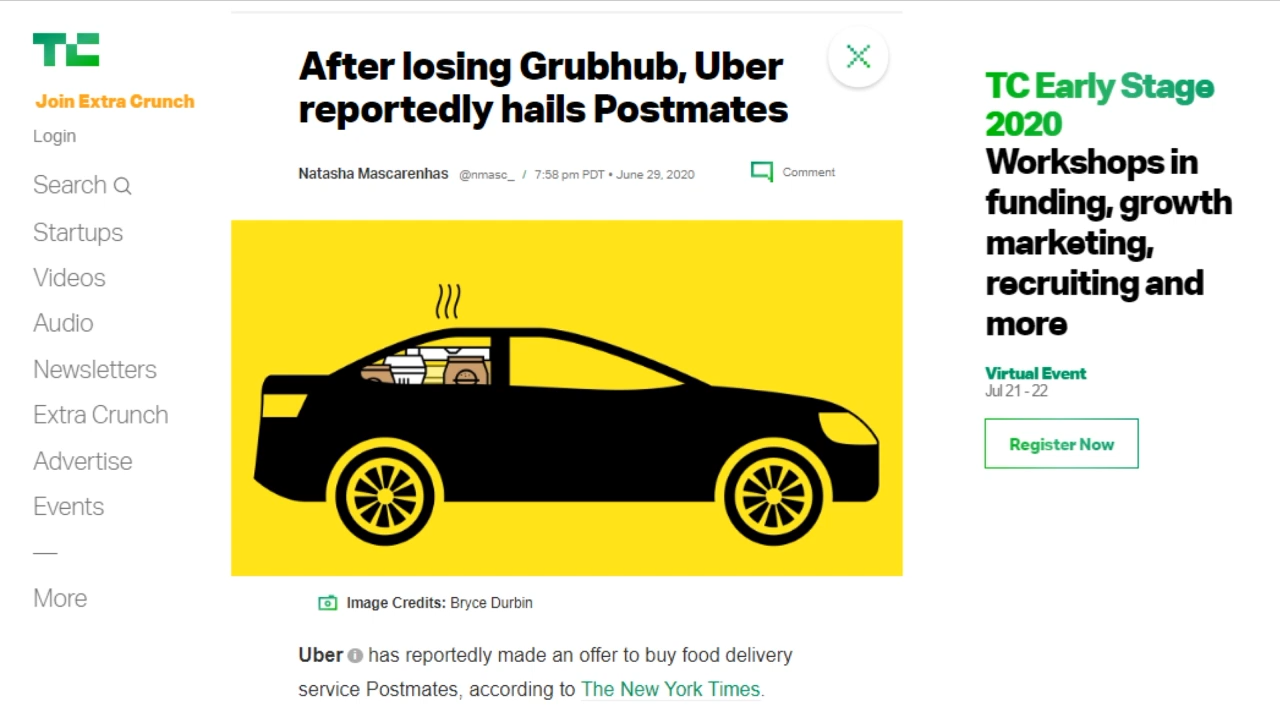 TC
Join Extra Crunch
Login
Search
Startups
Videos
Audio
Newsletters
Extra Crunch
Advertise
Events
—
More
After losing Grubhub, Uber
reportedly hails Postmates
Natasha Mascarenhas @nmasc_ / 7:58 pm PDT • June 29, 2020
Comment
Image Credits: Bryce Durbin
Uber i has reportedly made an offer to buy food delivery
service Postmates, according to The New York Times.
TC Early Stage
2020
Workshops in
funding, growth
marketing,
recruiting and
more
Virtual Event
Jul 21 - 22
Register Now